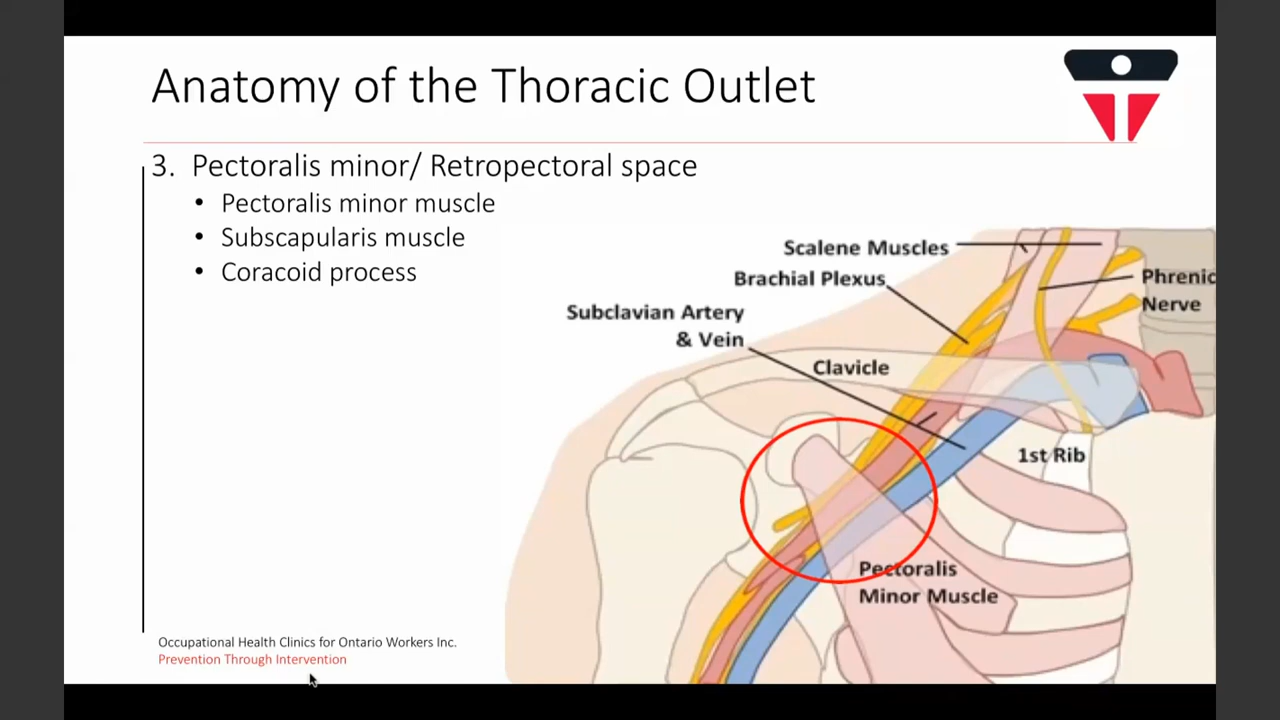 Anatomy of the Thoracic Outlet
3. Pectoralis minor/ Retropectoral space
• Pectoralis minor muscle
• Subscapularis muscle
• Coracoid process
Scalene Muscles
Brachial Plexus
Subclavian Artery
& Vein
Clavicle
Phrenic
Nerve
1st Rib
Pectoralis
Minor Muscle
Occupational Health Clinics for Ontario Workers Inc.
Prevention Through Intervention